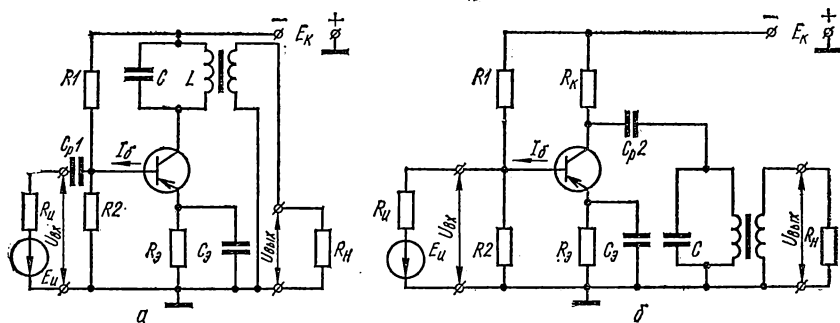 − +
Eк
R1
C
L
Cр1
Iб
Rи
Uвх
R2
Eи
Rэ
Cэ
Uвых
Rн
а
− +
Eк
R1
Rк
Cр2
Iб
Rи
Uвх
R2
Eи
Rэ
Cэ
C
Uвых
Rн
б